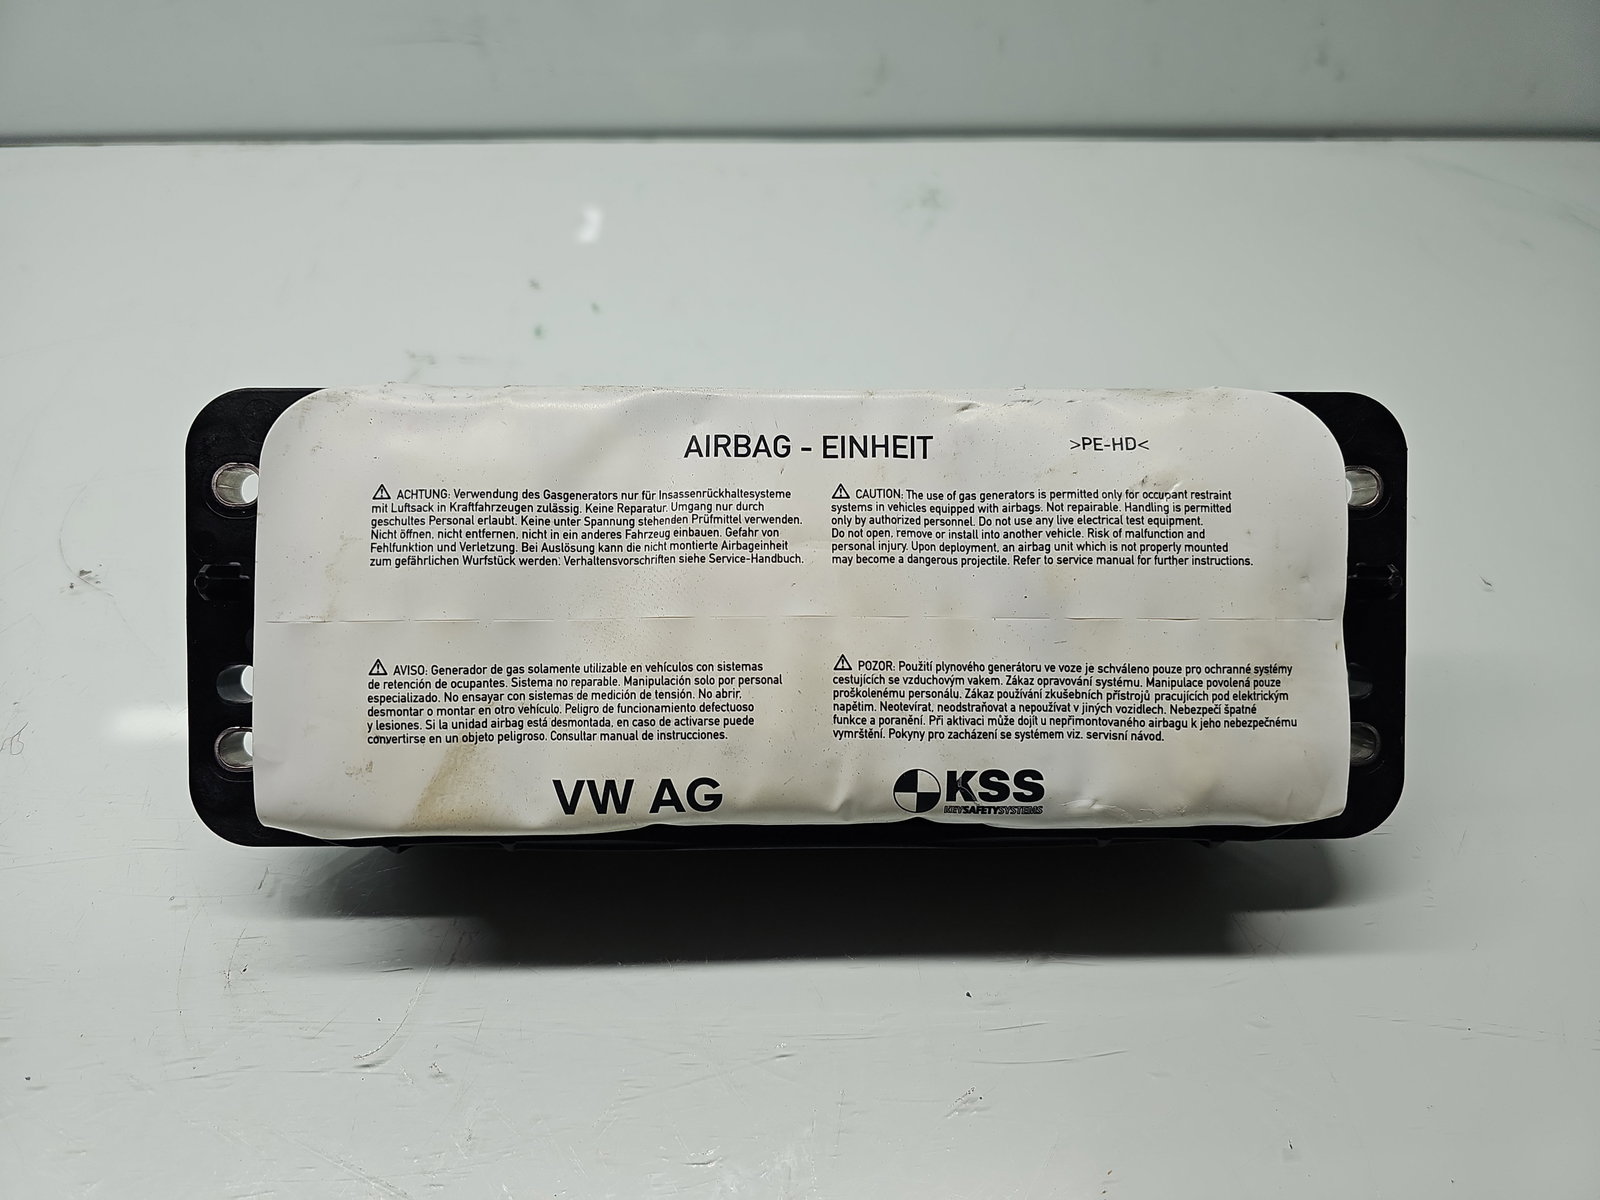 AIRBAG - EINHEIT
>PE-HD<
⚠ ACHTUNG: Verwendung des Gasgenerators nur für Insassenrückhaltesysteme
mit Luftsack in Kraftfahrzeugen zulässig. Keine Reparatur. Umgang nur durch
geschultes Personal erlaubt. Keine unter Spannung stehenden Prüfmittel verwenden.
Nicht öffnen, nicht entfernen, nicht in ein anderes Fahrzeug einbauen. Gefahr von
Fehlfunktion und Verletzung. Bei Auslösung kann die nicht montierte Airbageinheit
zum gefährlichen Wurfstück werden. Verhaltensvorschriften siehe Service-Handbuch.
⚠ CAUTION: The use of gas generators is permitted only for occupant restraint
systems in vehicles equipped with airbags. Not repairable. Handling is permitted
only by authorized personnel. Do not use any live electrical test equipment.
Do not open, remove or install into another vehicle. Risk of malfunction and
personal injury. Upon deployment, an airbag unit which is not properly mounted
may become a dangerous projectile. Refer to service manual for further instructions.
⚠ AVISO: Generador de gas solamente utilizable en vehículos con sistemas
de retención de ocupantes. Sistema no reparable. Manipulación solo por personal
especializado. No ensayar con sistemas de medición de tensión. No abrir,
desmontar o montar en otro vehículo. Peligro de funcionamiento defectuoso
y lesiones. Si la unidad airbag está desmontada, en caso de activarse puede
convertirse en un objeto peligroso. Consultar manual de instrucciones.
⚠ POZOR: Použití plynového generátoru ve voze je schváleno pouze pro ochranné systémy
cestujících se vzduchovým vakem. Zákaz opravování systému. Manipulace povolená pouze
proškolenému personálu. Zákaz používání zkušebních přístrojů pracujících pod elektrickým
napětím. Neotevírat, neodstraňovat a nepoužívat v jiných vozidlech. Nebezpečí špatné
funkce a poranění. Při aktivaci může dojít u nepřimontovaného airbagu k jeho nebezpečnému
vymrštění. Pokyny pro zacházení se systémem viz. servisní návod.
VW AG
KSS
KEYSAFETYSYSTEMS